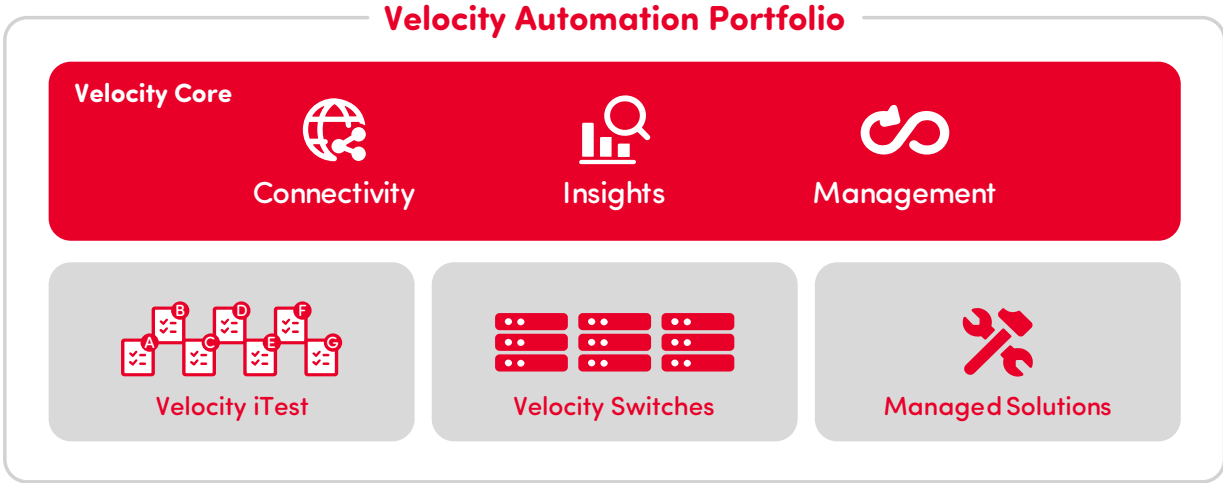 Velocity Automation Portfolio
Velocity Core
Connectivity
Insights
Management
B D F
A C E G
Velocity iTest
Velocity Switches
Managed Solutions